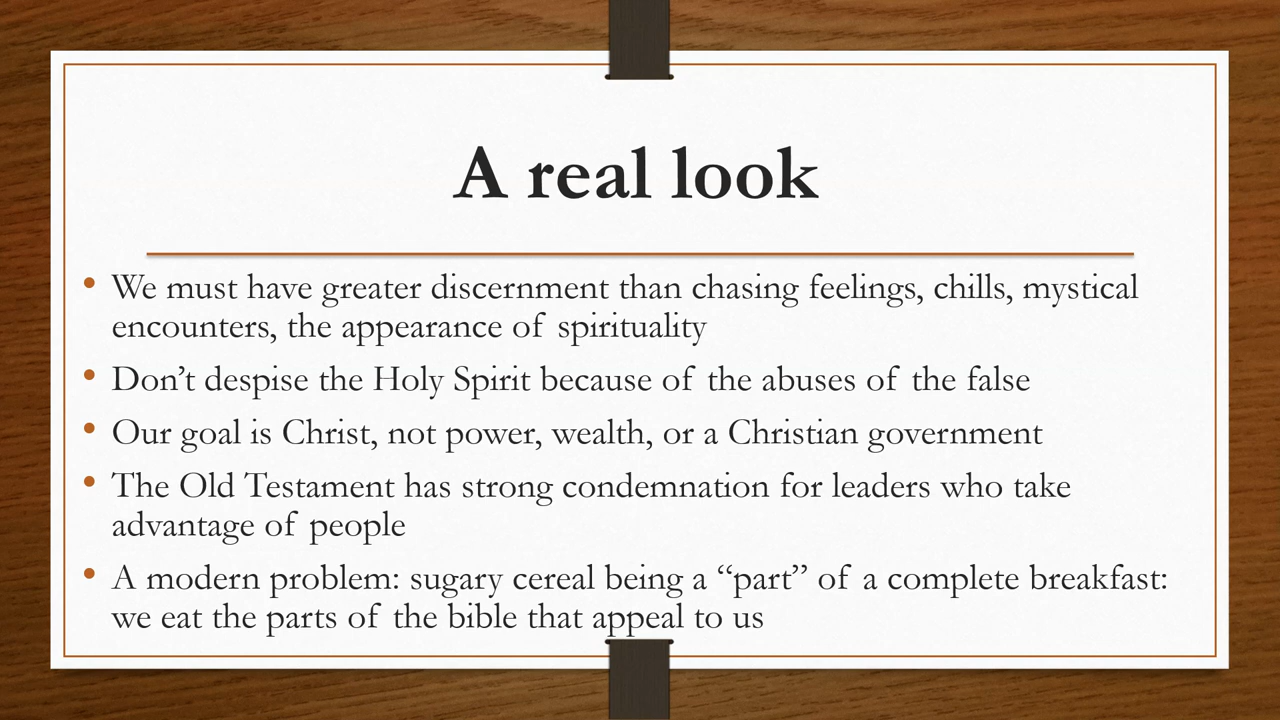 A real look
• We must have greater discernment than chasing feelings, chills, mystical
encounters, the appearance of spirituality
• Don’t despise the Holy Spirit because of the abuses of the false
• Our goal is Christ, not power, wealth, or a Christian government
• The Old Testament has strong condemnation for leaders who take
advantage of people
• A modern problem: sugary cereal being a “part” of a complete breakfast:
we eat the parts of the bible that appeal to us